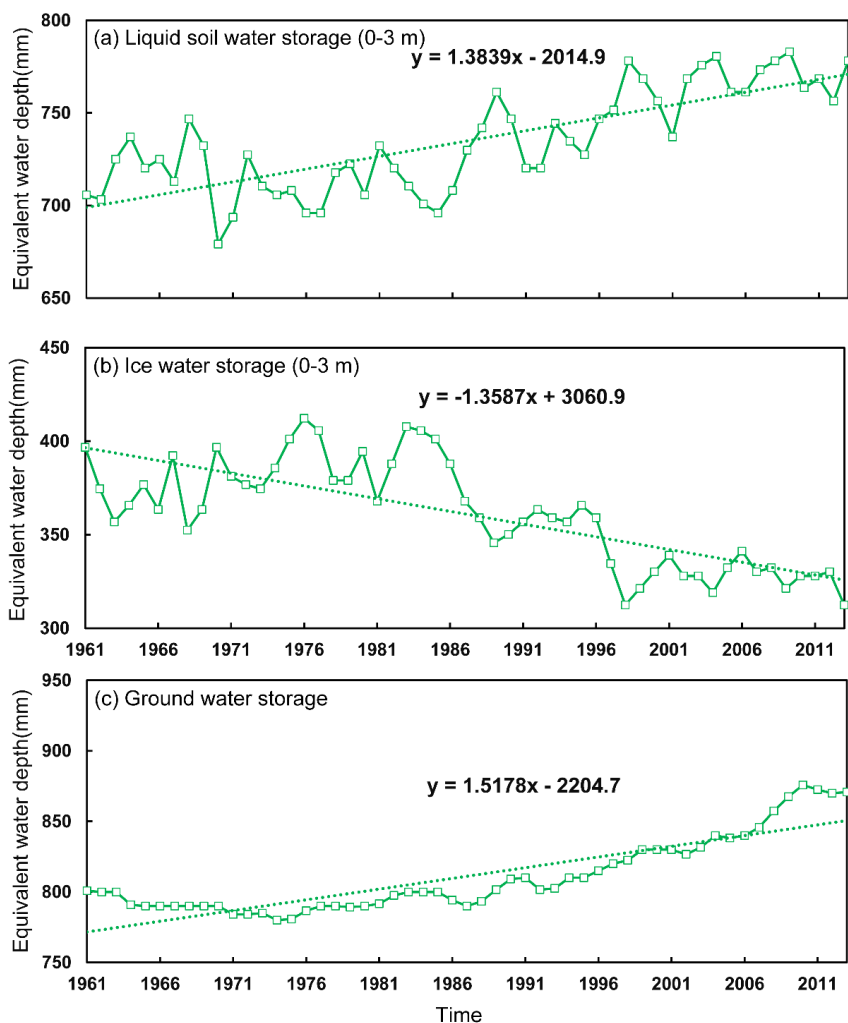 (a) Liquid soil water storage (0-3 m)
y = 1.3839x - 2014.9
Equivalent water depth(mm)
800
750
700
650
(b) Ice water storage (0-3 m)
y = -1.3587x + 3060.9
Equivalent water depth(mm)
450
400
350
300
1961 1966 1971 1976 1981 1986 1991 1996 2001 2006 2011
(c) Ground water storage
y = 1.5178x - 2204.7
Equivalent water depth(mm)
950
900
850
800
750
1961 1966 1971 1976 1981 1986 1991 1996 2001 2006 2011
Time